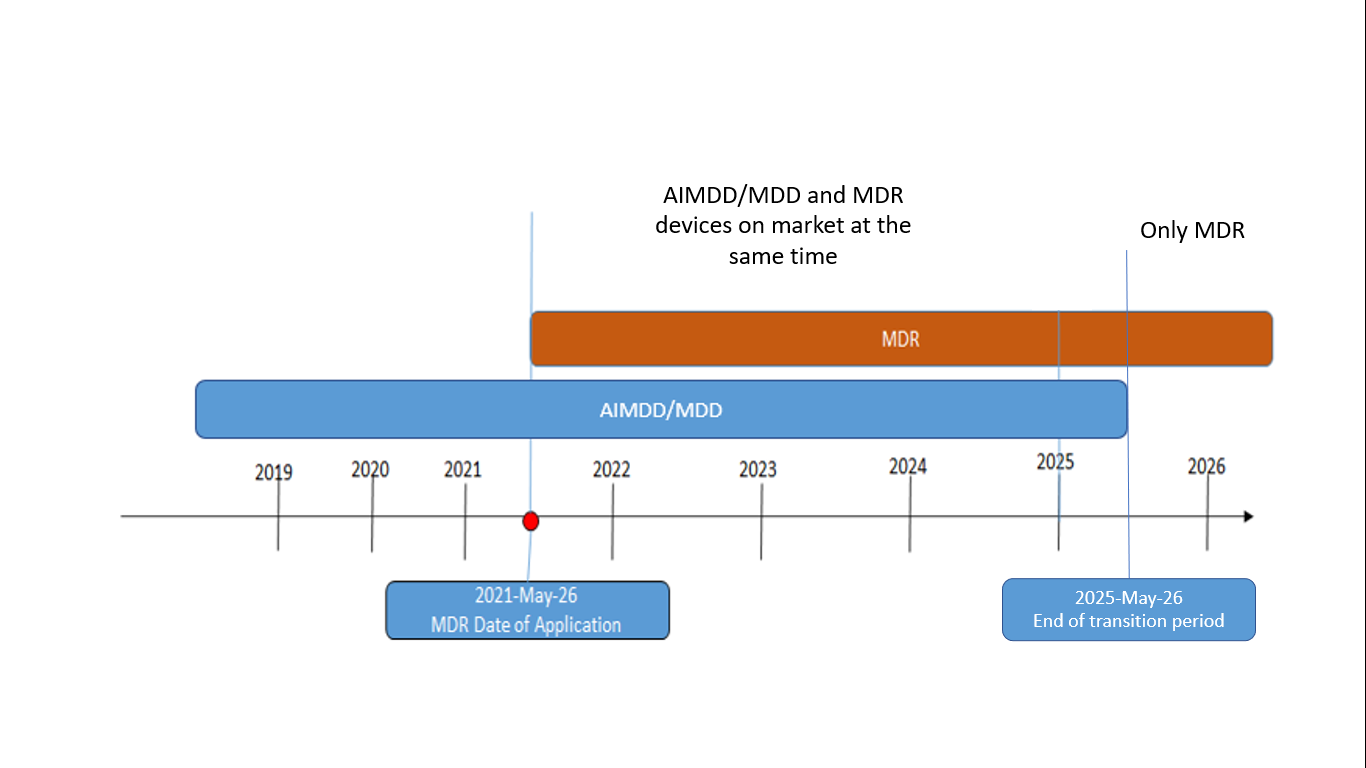 AIMDD/MDD and MDR
devices on market at the
same time
Only MDR
MDR
AIMDD/MDD
2019
2020
2021
2022
2023
2024
2025
2026
2021-May-26
MDR Date of Application
2025-May-26
End of transition period